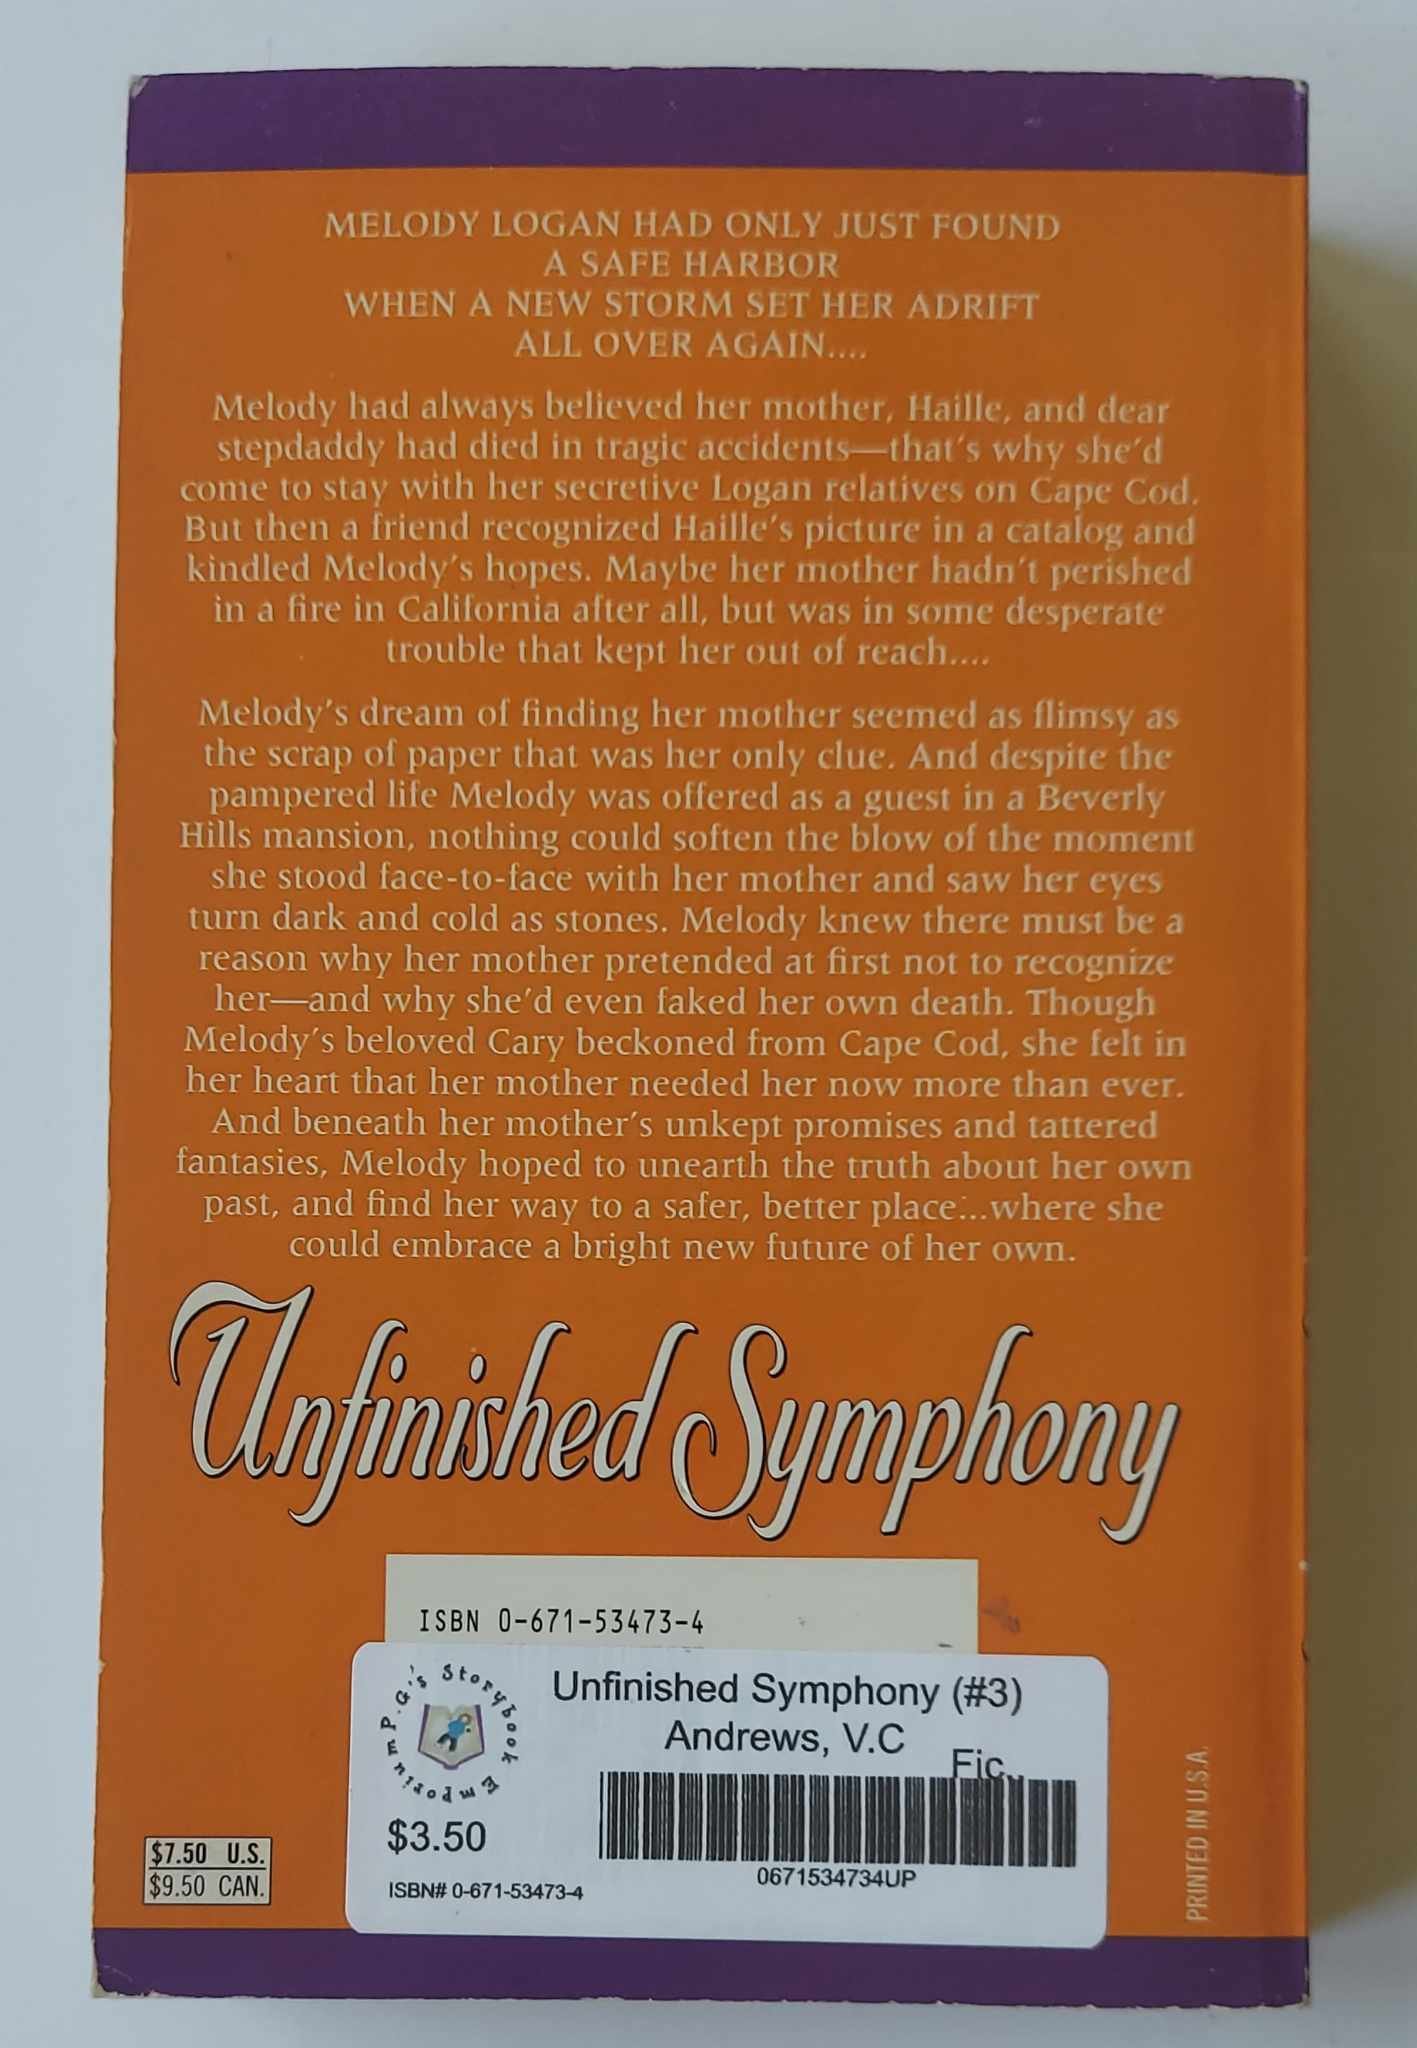 MELODY LOGAN HAD ONLY JUST FOUND
A SAFE HARBOR
WHEN A NEW STORM SET HER ADRIFT
ALL OVER AGAIN....
Melody had always believed her mother, Haille, and dear
stepdaddy had died in tragic accidents—that's why she'd
come to stay with her secretive Logan relatives on Cape Cod.
But then a friend recognized Haille's picture in a catalog and
kindled Melody's hopes. Maybe her mother hadn't perished
in a fire in California after all, but was in some desperate
trouble that kept her out of reach....
Melody's dream of finding her mother seemed as flimsy as
the scrap of paper that was her only clue. And despite the
pampered life Melody was offered as a guest in a Beverly
Hills mansion, nothing could soften the blow of the moment
she stood face-to-face with her mother and saw her eyes
turn dark and cold as stones. Melody knew there must be a
reason why her mother pretended at first not to recognize
her—and why she'd even faked her own death. Though
Melody's beloved Cary beckoned from Cape Cod, she felt in
her heart that her mother needed her now more than ever.
And beneath her mother's unkept promises and tattered
fantasies, Melody hoped to unearth the truth about her own
past, and find her way to a safer, better place...where she
could embrace a bright new future of her own.
Unfinished Symphony
ISBN 0-671-53473-4
P.G.'s Storybook Emporium
Unfinished Symphony (#3)
Andrews, V.C
Fic..
$3.50
0671534734UP
ISBN# 0-671-53473-4
$7.50 U.S.
$9.50 CAN.
PRINTED IN U.S.A.